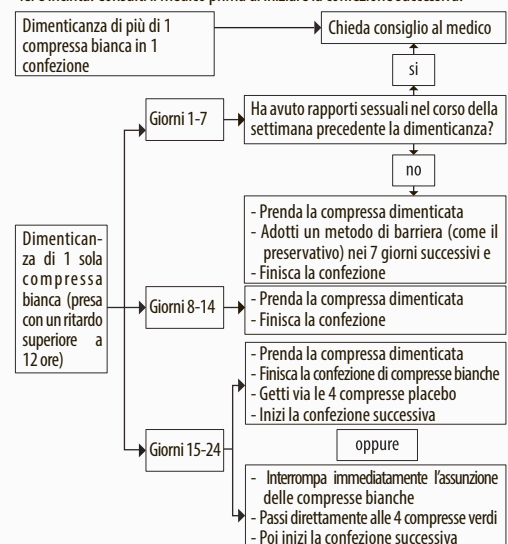 Dimenticanza di più di 1
compressa bianca in 1
confezione
Chieda consiglio al medico
si
Giorni 1-7
Ha avuto rapporti sessuali nel corso della
settimana precedente la dimenticanza?
no
- Prenda la compressa dimenticata
- Adotti un metodo di barriera (come il
preservativo) nei 7 giorni successivi e
- Finisca la confezione
Dimentican-
za di 1 sola
compressa
bianca (presa
con un ritardo
superiore a
12 ore)
Giorni 8-14
- Prenda la compressa dimenticata
- Finisca la confezione
Giorni 15-24
- Prenda la compressa dimenticata
- Finisca la confezione di compresse bianche
- Getti via le 4 compresse placebo
- Inizi la confezione successiva
oppure
- Interrompa immediatamente l'assunzione
delle compresse bianche
- Passi direttamente alle 4 compresse verdi
- Poi inizi la confezione successiva